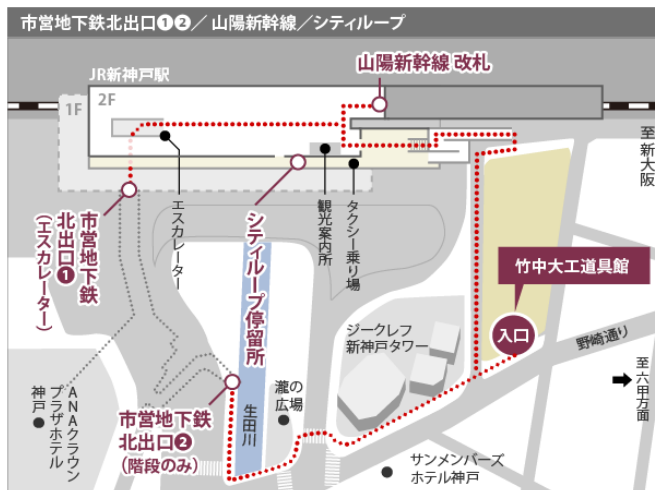 市営地下鉄北出口❶❷／山陽新幹線／シティループ
山陽新幹線 改札
JR新神戸駅
1F
2F
至新大阪
エスカレーター
観光案内所
タクシー乗り場
市営地下鉄
北出口❶
(エスカレーター)
シティループ停留所
竹中大工道具館
入口
ジークレフ
新神戸タワー
野崎通り
至六甲方面
ANAクラウン
プラザホテル
神戸
市営地下鉄
北出口❷
(階段のみ)
生田川
瀧の
広場
サンメンバーズ
ホテル神戸